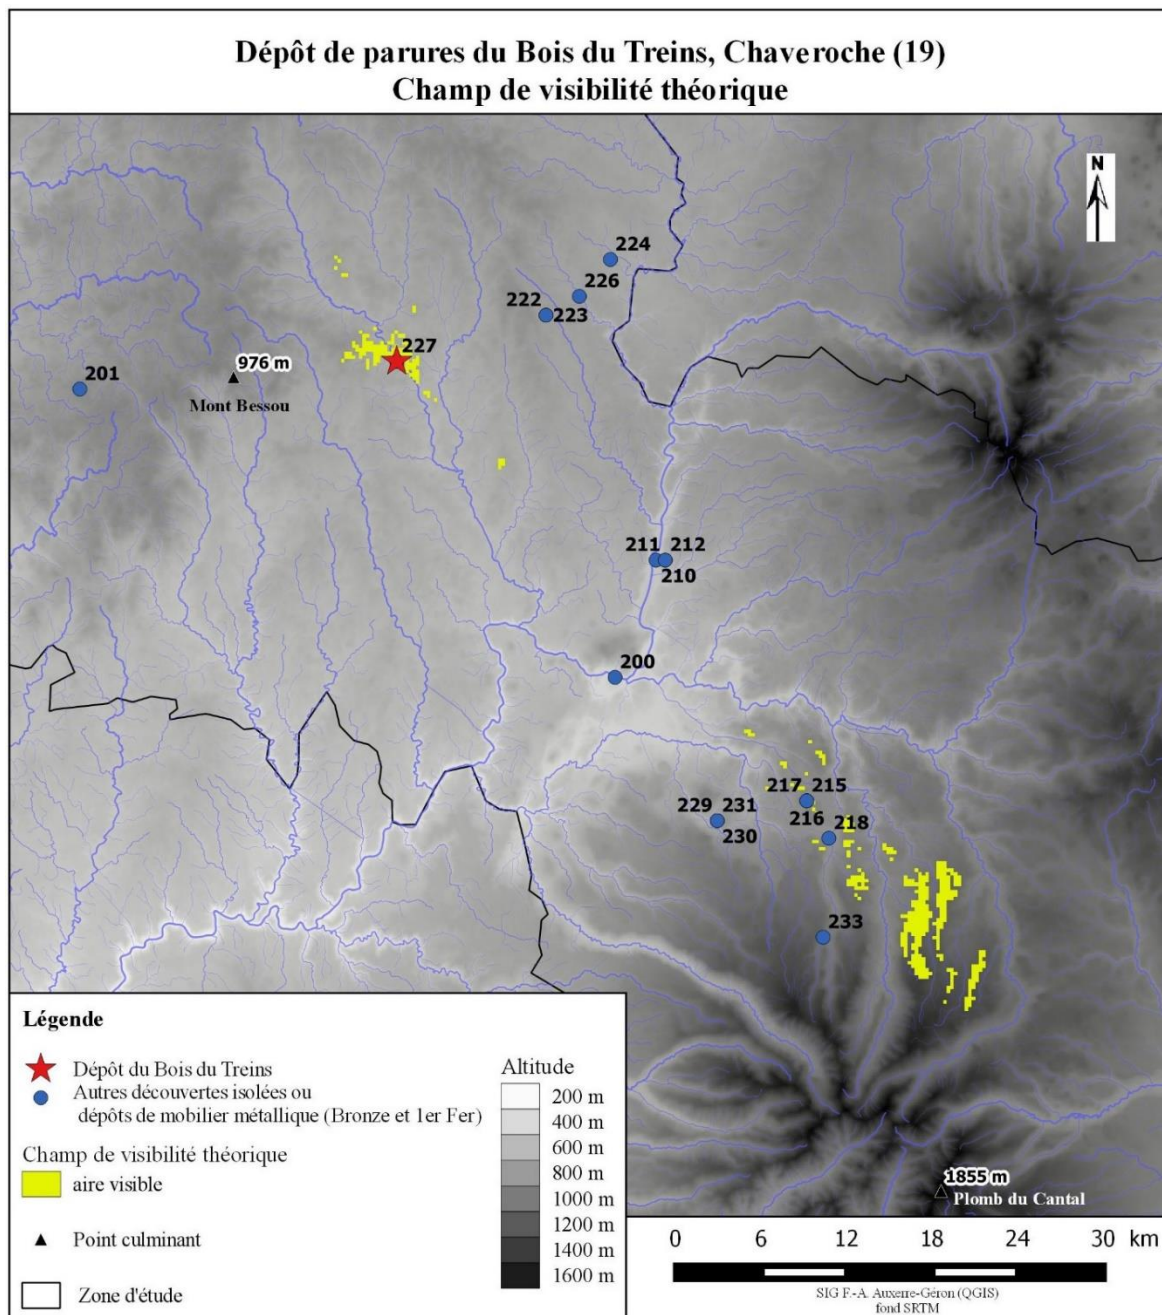 Dépôt de parures du Bois du Treins, Chaveroche (19)
Champ de visibilité théorique
N
224
226
222
223
227
976 m
Mont Bessou
201
211
212
210
200
217
215
229
231
216
218
230
233
1855 m
Plomb du Cantal
Légende
Dépôt du Bois du Treins
Autres découvertes isolées ou
dépôts de mobilier métallique (Bronze et 1er Fer)
Champ de visibilité théorique
aire visible
Point culminant
Zone d'étude
Altitude
200 m
400 m
600 m
800 m
1000 m
1200 m
1400 m
1600 m
0 6 12 18 24 30 km
SIG F.-A. Auxerre-Géron (QGIS)
fond SRTM